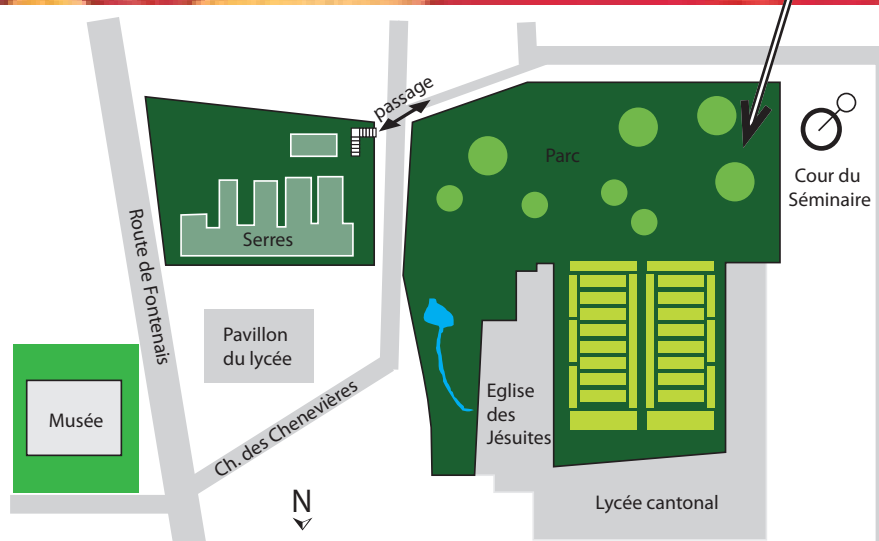 passage
Parc
Cour du
Séminaire
Serres
Route de Fontenais
Pavillon
du lycée
Musée
Ch. des Chenevières
Eglise
des
Jésuites
N
Lycée cantonal